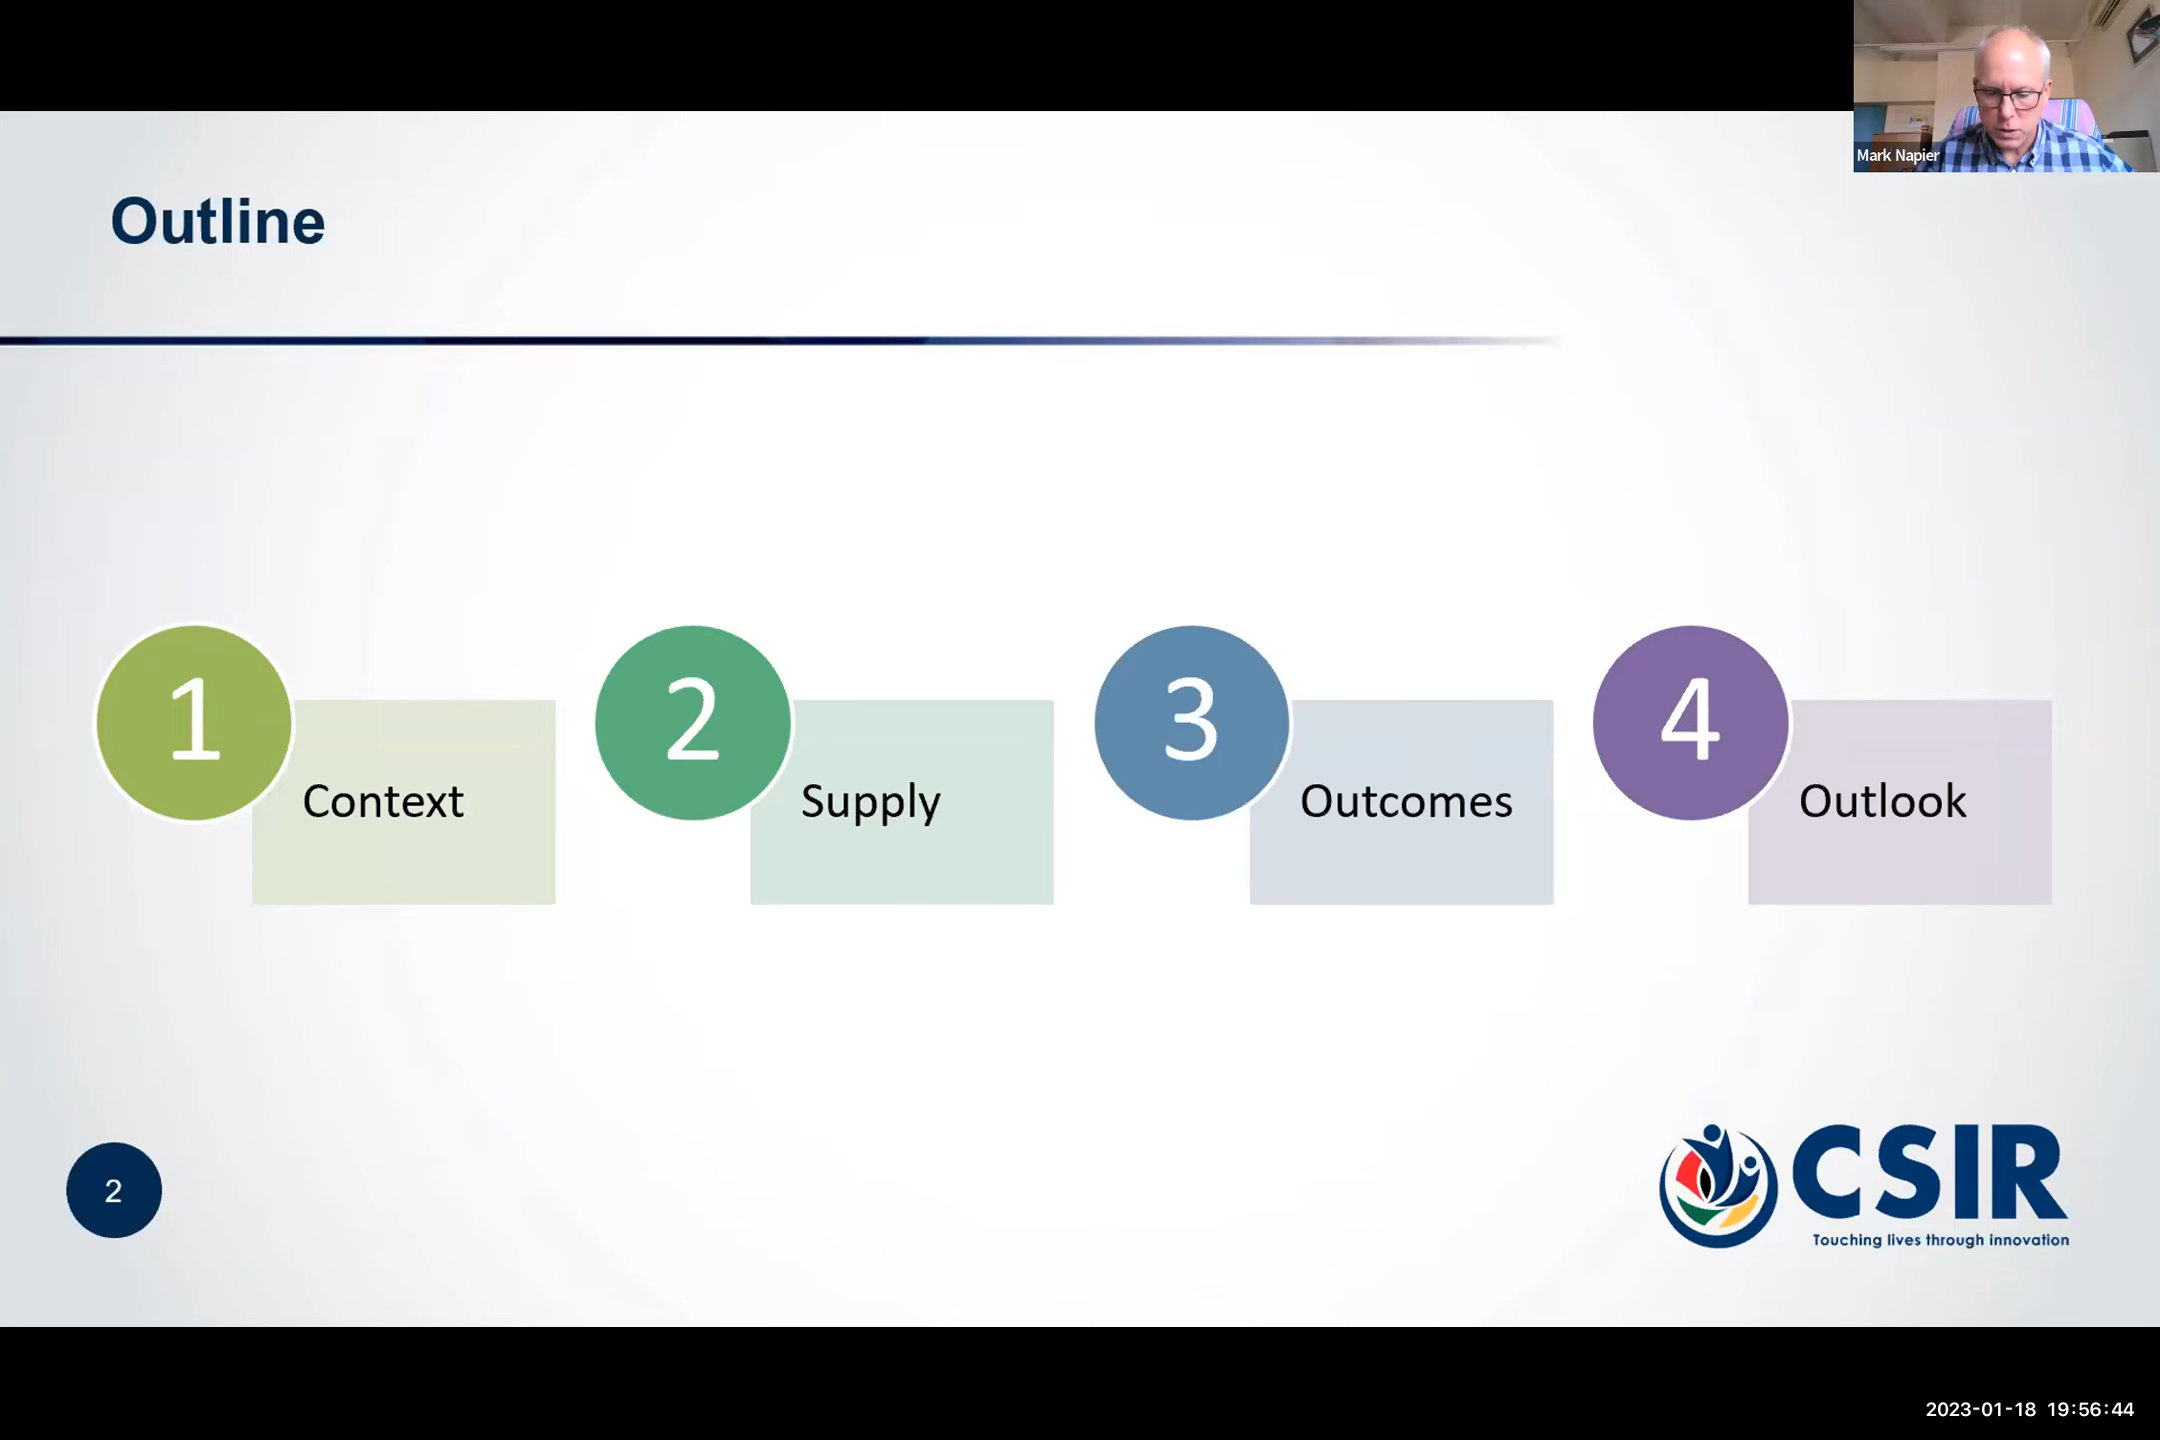 Mark Napier
Outline
1
Context
2
Supply
3
Outcomes
4
Outlook
2
CSIR
Touching lives through innovation
2023-01-18 19:56:44